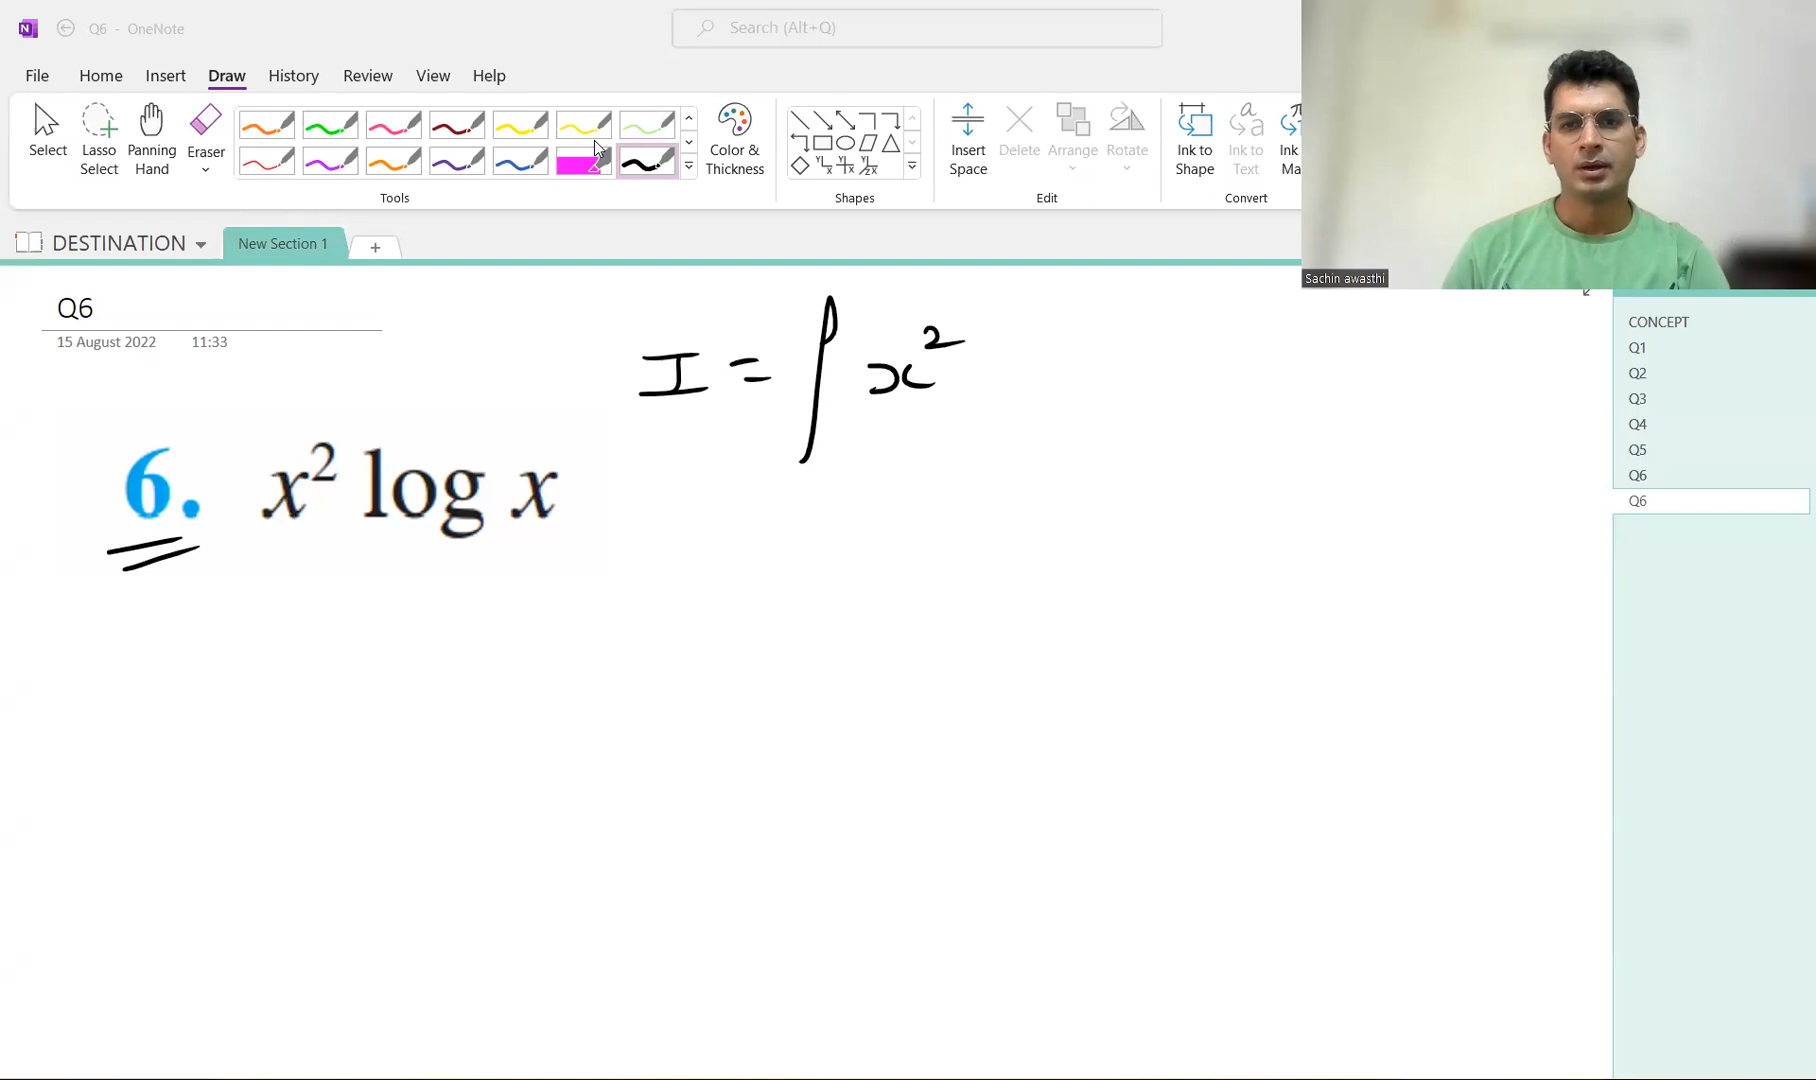 Q6 - OneNote
Search (Alt+Q)
File Home Insert Draw History Review View Help
Select
Lasso Select
Panning Hand
Eraser
Color & Thickness
Insert Space
Delete
Arrange
Rotate
Ink to Shape
Ink to Text
Ink Ma
Tools
Shapes
Edit
Convert
DESTINATION
New Section 1
+
Sachin awasthi
Q6
15 August 2022 11:33
I = ∫ x²
6. x² log x
CONCEPT
Q1
Q2
Q3
Q4
Q5
Q6
Q6